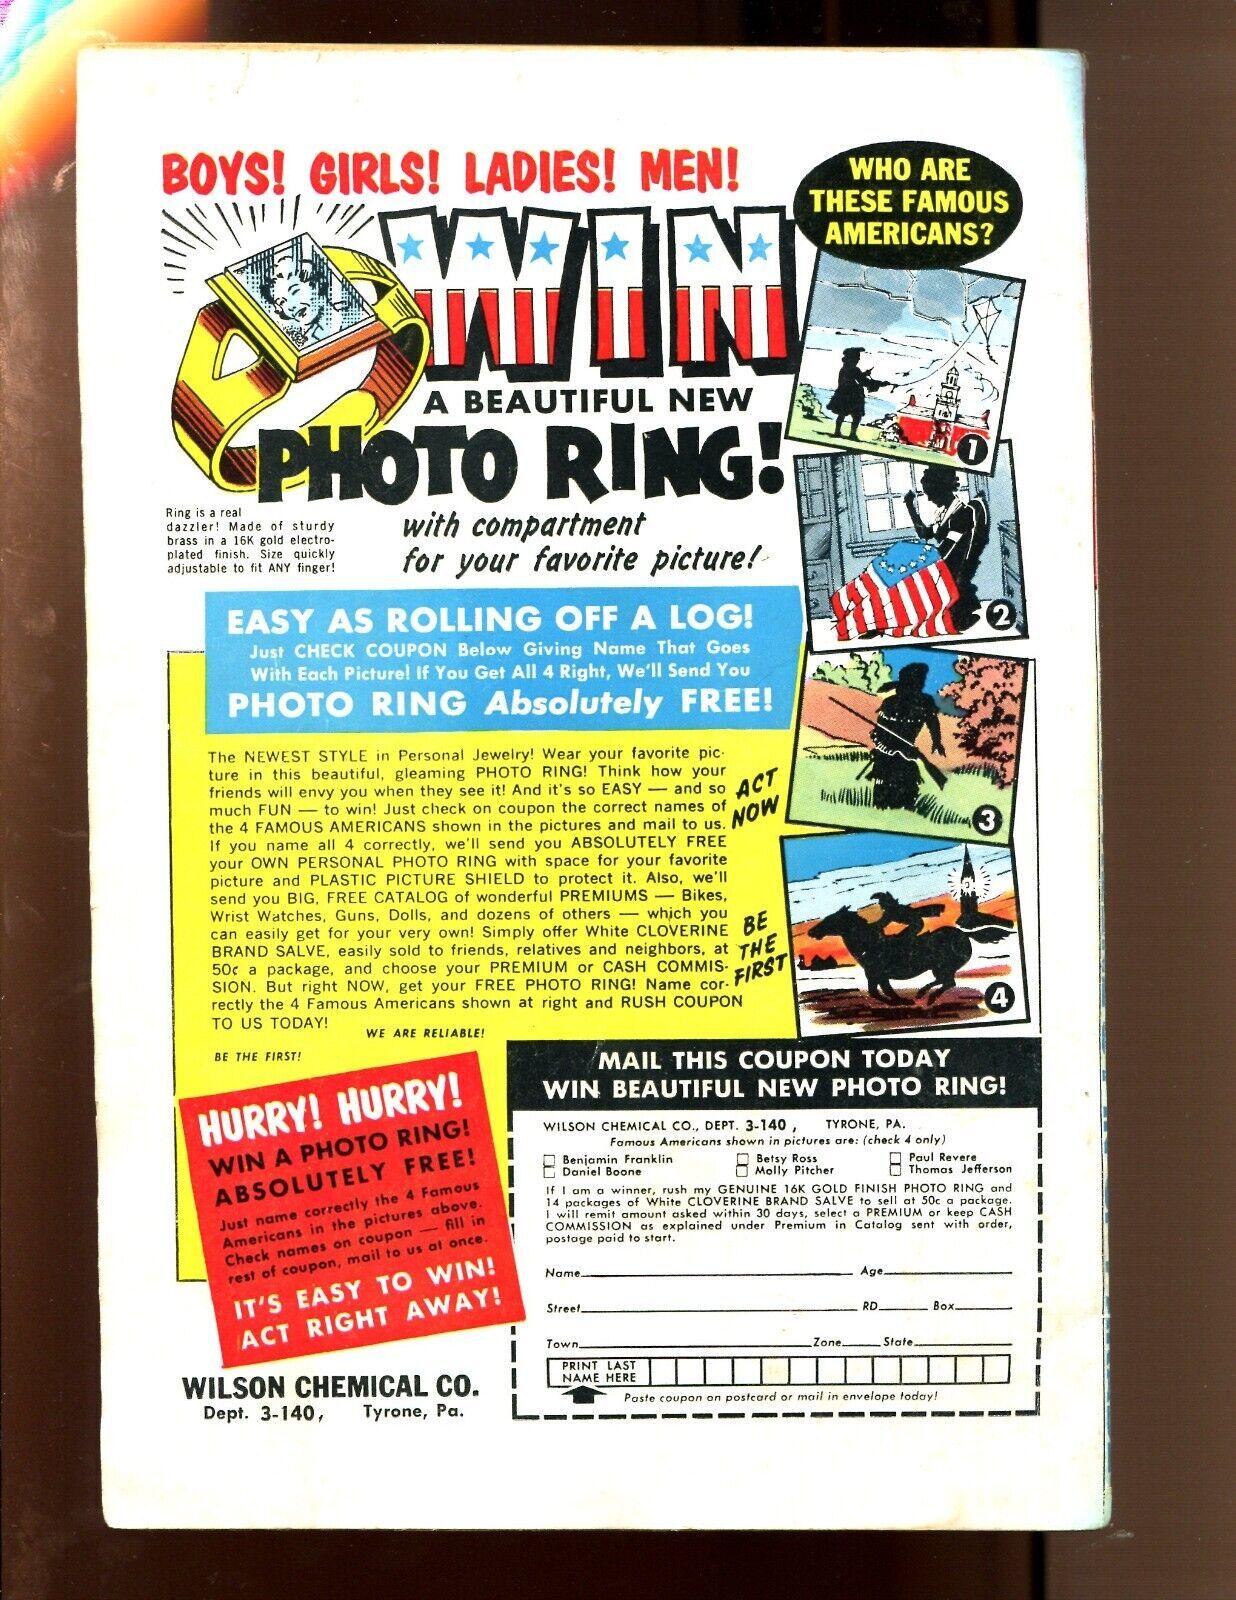 BOYS! GIRLS! LADIES! MEN!
WIN
A BEAUTIFUL NEW
PHOTO RING!
with compartment
for your favorite picture!
Ring is a real
dazzler! Made of sturdy
brass in a 16K gold electro-
plated finish. Size quickly
adjustable to fit ANY finger!
WHO ARE
THESE FAMOUS
AMERICANS?
1
2
3
4
EASY AS ROLLING OFF A LOG!
Just CHECK COUPON Below Giving Name That Goes
With Each Picture! If You Get All 4 Right, We'll Send You
PHOTO RING Absolutely FREE!
The NEWEST STYLE in Personal Jewelry! Wear your favorite pic-
ture in this beautiful, gleaming PHOTO RING! Think how your
friends will envy you when they see it! And it's so EASY — and so
much FUN — to win! Just check on coupon the correct names of
the 4 FAMOUS AMERICANS shown in the pictures and mail to us.
If you name all 4 correctly, we'll send you ABSOLUTELY FREE
your OWN PERSONAL PHOTO RING with space for your favorite
picture and PLASTIC PICTURE SHIELD to protect it. Also, we'll
send you BIG, FREE CATALOG of wonderful PREMIUMS — Bikes,
Wrist Watches, Guns, Dolls, and dozens of others — which you
can easily get for your very own! Simply offer White CLOVERINE
BRAND SALVE, easily sold to friends, relatives and neighbors, at
50c a package, and choose your PREMIUM or CASH COMMIS-
SION. But right NOW, get your FREE PHOTO RING! Name cor-
rectly the 4 Famous Americans shown at right and RUSH COUPON
TO US TODAY!
WE ARE RELIABLE!
BE THE FIRST!
ACT
NOW
BE
THE
FIRST
HURRY! HURRY!
WIN A PHOTO RING!
ABSOLUTELY FREE!
Just name correctly the 4 Famous
Americans in the pictures above.
Check names on coupon — fill in
rest of coupon, mail to us at once.
IT'S EASY TO WIN!
ACT RIGHT AWAY!
WILSON CHEMICAL CO.
Dept. 3-140, Tyrone, Pa.
MAIL THIS COUPON TODAY
WIN BEAUTIFUL NEW PHOTO RING!
WILSON CHEMICAL CO., DEPT. 3-140, TYRONE, PA.
Famous Americans shown in pictures are: (check 4 only)
Benjamin Franklin Betsy Ross Paul Revere
Daniel Boone Molly Pitcher Thomas Jefferson
If I am a winner, rush my GENUINE 16K GOLD FINISH PHOTO RING and
14 packages of White CLOVERINE BRAND SALVE to sell at 50c a package.
I will remit amount asked within 30 days, select a PREMIUM or keep CASH
COMMISSION as explained under Premium in Catalog sent with order,
postage paid to start.
Name Age
Street RD Box
Town Zone State
PRINT LAST
NAME HERE
Paste coupon on postcard or mail in envelope today!